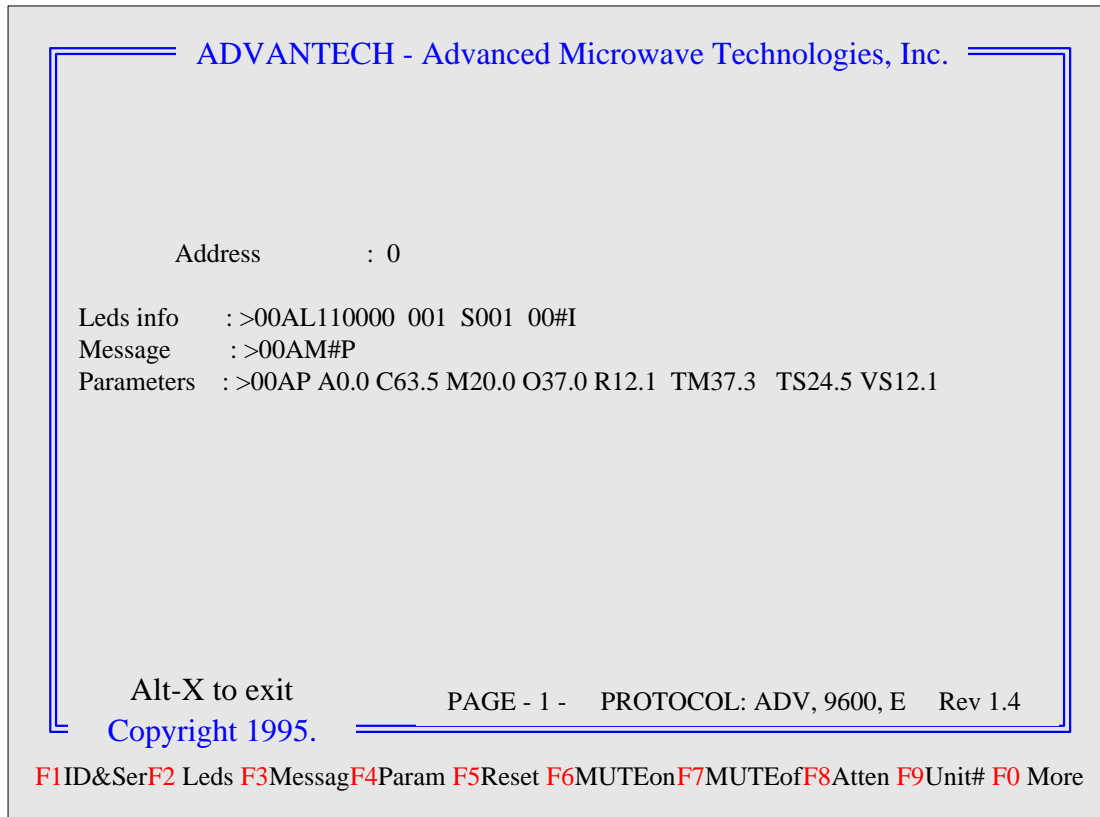 ADVANTECH - Advanced Microwave Technologies, Inc.
Address : 0
Leds info : >00AL110000 001 S001 00#I
Message : >00AM#P
Parameters : >00AP A0.0 C63.5 M20.0 O37.0 R12.1 TM37.3 TS24.5 VS12.1
Alt-X to exit
PAGE - 1 - PROTOCOL: ADV, 9600, E Rev 1.4
Copyright 1995.
F1ID&SerF2 Leds F3MessagF4Param F5Reset F6MUTEonF7MUTEofF8Atten F9Unit# F0 More